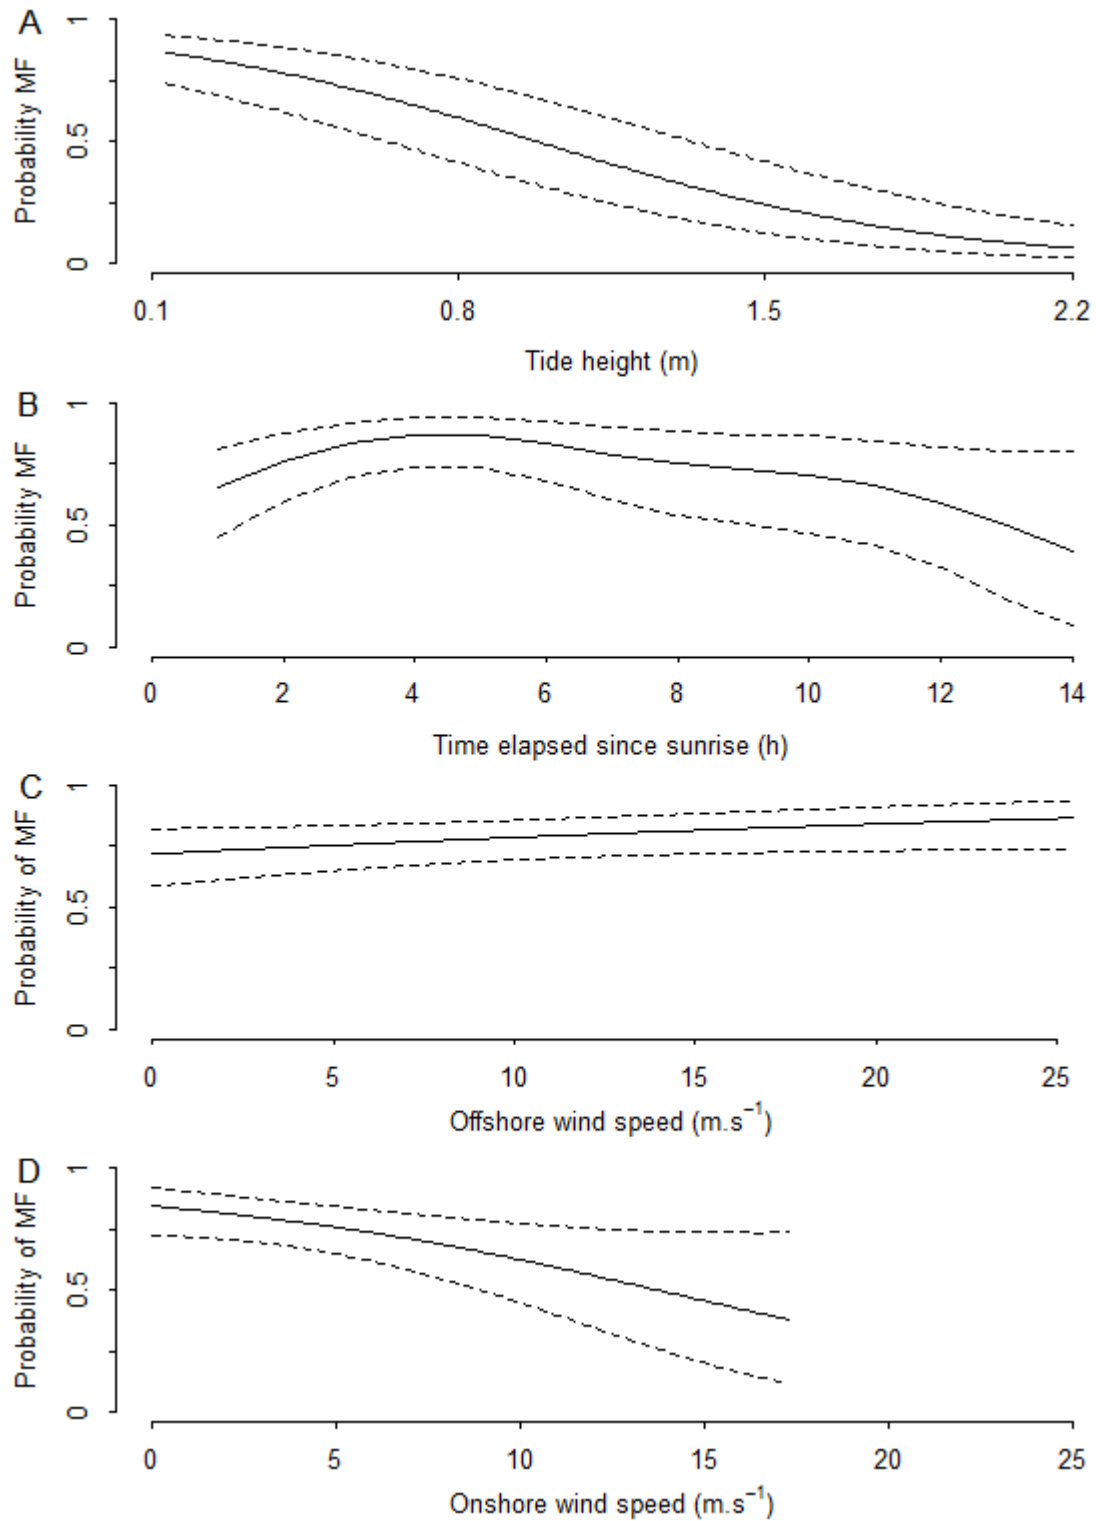 A
Probability MF
0 0.5 1
0.1 0.8 1.5 2.2
Tide height (m)
B
Probability MF
0 0.5 1
0 2 4 6 8 10 12 14
Time elapsed since sunrise (h)
C
Probability of MF
0 0.5 1
0 5 10 15 20 25
Offshore wind speed (m.s⁻¹)
D
Probability of MF
0 0.5 1
0 5 10 15 20 25
Onshore wind speed (m.s⁻¹)